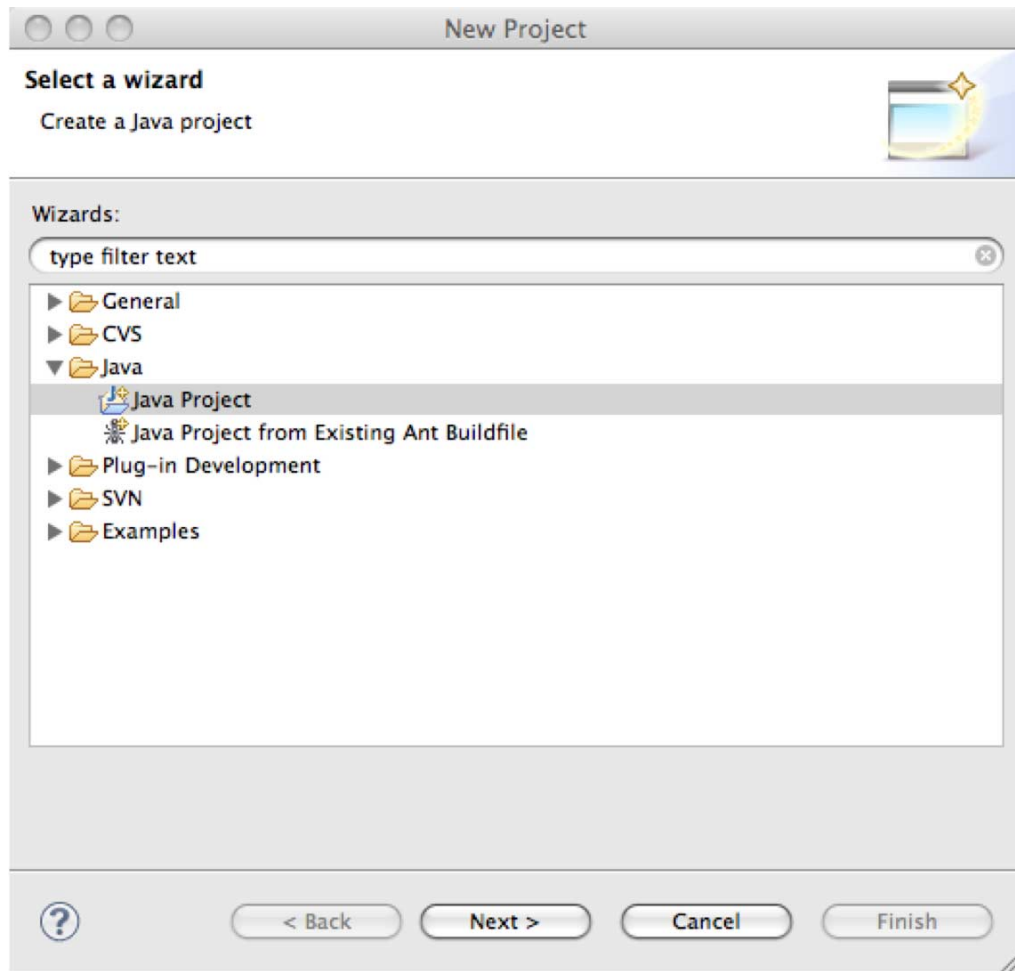 New Project
Select a wizard
Create a Java project
Wizards:
type filter text
General
CVS
Java
Java Project
Java Project from Existing Ant Buildfile
Plug-in Development
SVN
Examples
?
< Back
Next >
Cancel
Finish